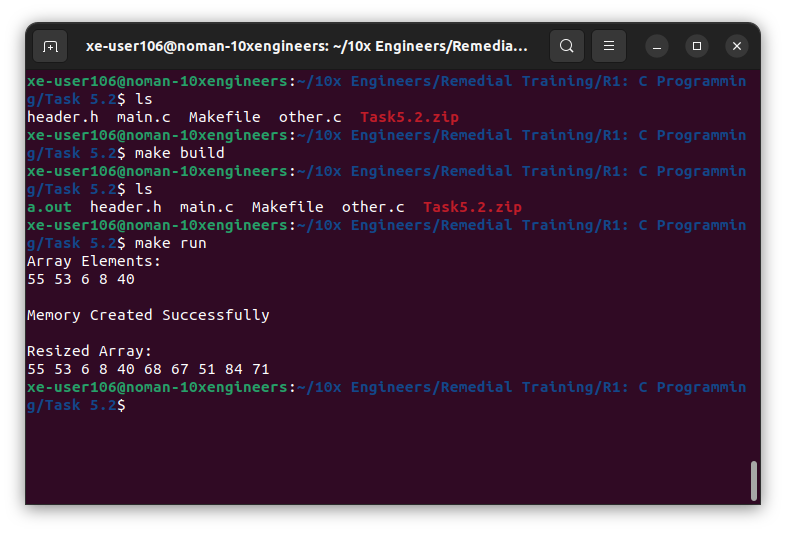 xe-user106@noman-10xengineers: ~/10x Engineers/Remedia...
xe-user106@noman-10xengineers:~/10x Engineers/Remedial Training/R1: C Programmin
g/Task 5.2$ ls
header.h  main.c  Makefile  other.c  Task5.2.zip
xe-user106@noman-10xengineers:~/10x Engineers/Remedial Training/R1: C Programmin
g/Task 5.2$ make build
xe-user106@noman-10xengineers:~/10x Engineers/Remedial Training/R1: C Programmin
g/Task 5.2$ ls
a.out  header.h  main.c  Makefile  other.c  Task5.2.zip
xe-user106@noman-10xengineers:~/10x Engineers/Remedial Training/R1: C Programmin
g/Task 5.2$ make run
Array Elements:
55 53 6 8 40
Memory Created Successfully
Resized Array:
55 53 6 8 40 68 67 51 84 71
xe-user106@noman-10xengineers:~/10x Engineers/Remedial Training/R1: C Programmin
g/Task 5.2$